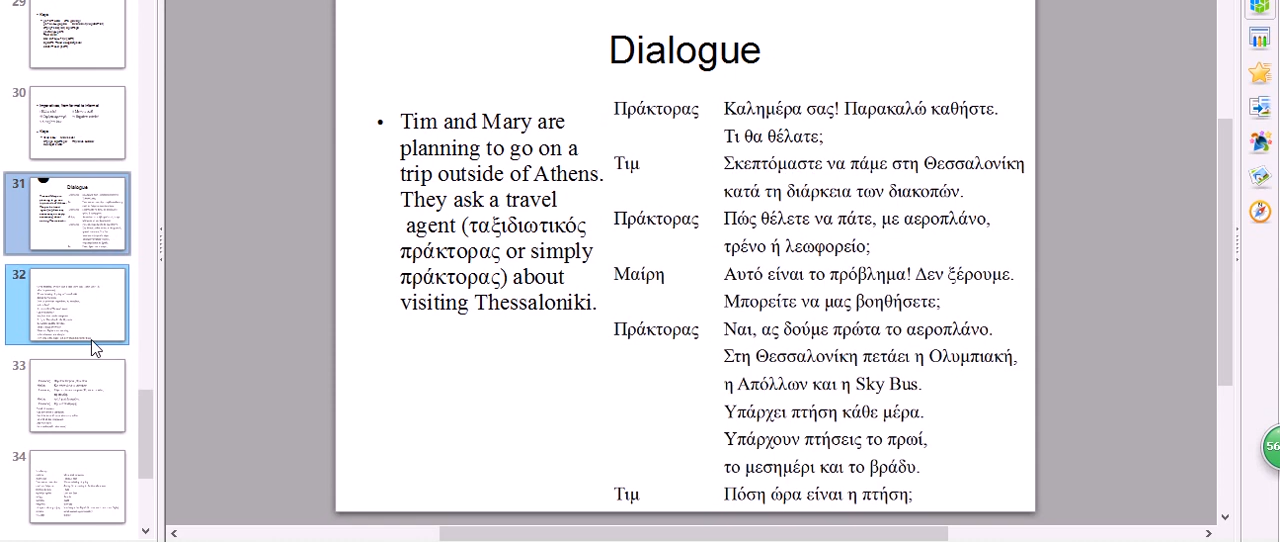 29
30
31
32
33
34
Dialogue
• Tim and Mary are
planning to go on a
trip outside of Athens.
They ask a travel
agent (ταξιδιωτικός
πράκτορας or simply
πράκτορας) about
visiting Thessaloniki.
Πράκτορας Καλημέρα σας! Παρακαλώ καθήστε.
Τι θα θέλατε;
Τιμ Σκεπτόμαστε να πάμε στη Θεσσαλονίκη
κατά τη διάρκεια των διακοπών.
Πράκτορας Πώς θέλετε να πάτε, με αεροπλάνο,
τρένο ή λεωφορείο;
Μαίρη Αυτό είναι το πρόβλημα! Δεν ξέρουμε.
Μπορείτε να μας βοηθήσετε;
Πράκτορας Ναι, ας δούμε πρώτα το αεροπλάνο.
Στη Θεσσαλονίκη πετάει η Ολυμπιακή,
η Απόλλων και η Sky Bus.
Υπάρχει πτήση κάθε μέρα.
Υπάρχουν πτήσεις το πρωί,
το μεσημέρι και το βράδυ.
Τιμ Πόση ώρα είναι η πτήση;
56